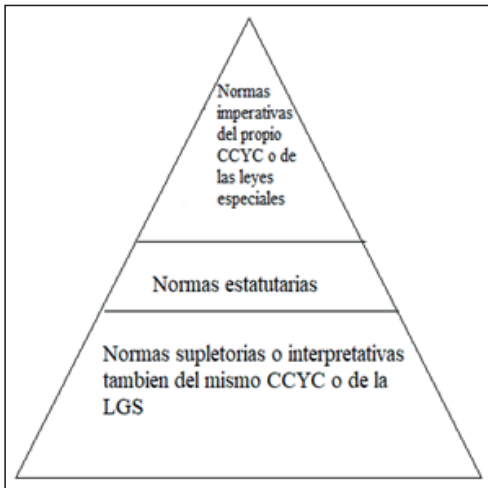 Normas
imperativas
del propio
CCYC o de
las leyes
especiales
Normas estatutarias
Normas supletorias o interpretativas
tambien del mismo CCYC o de la
LGS